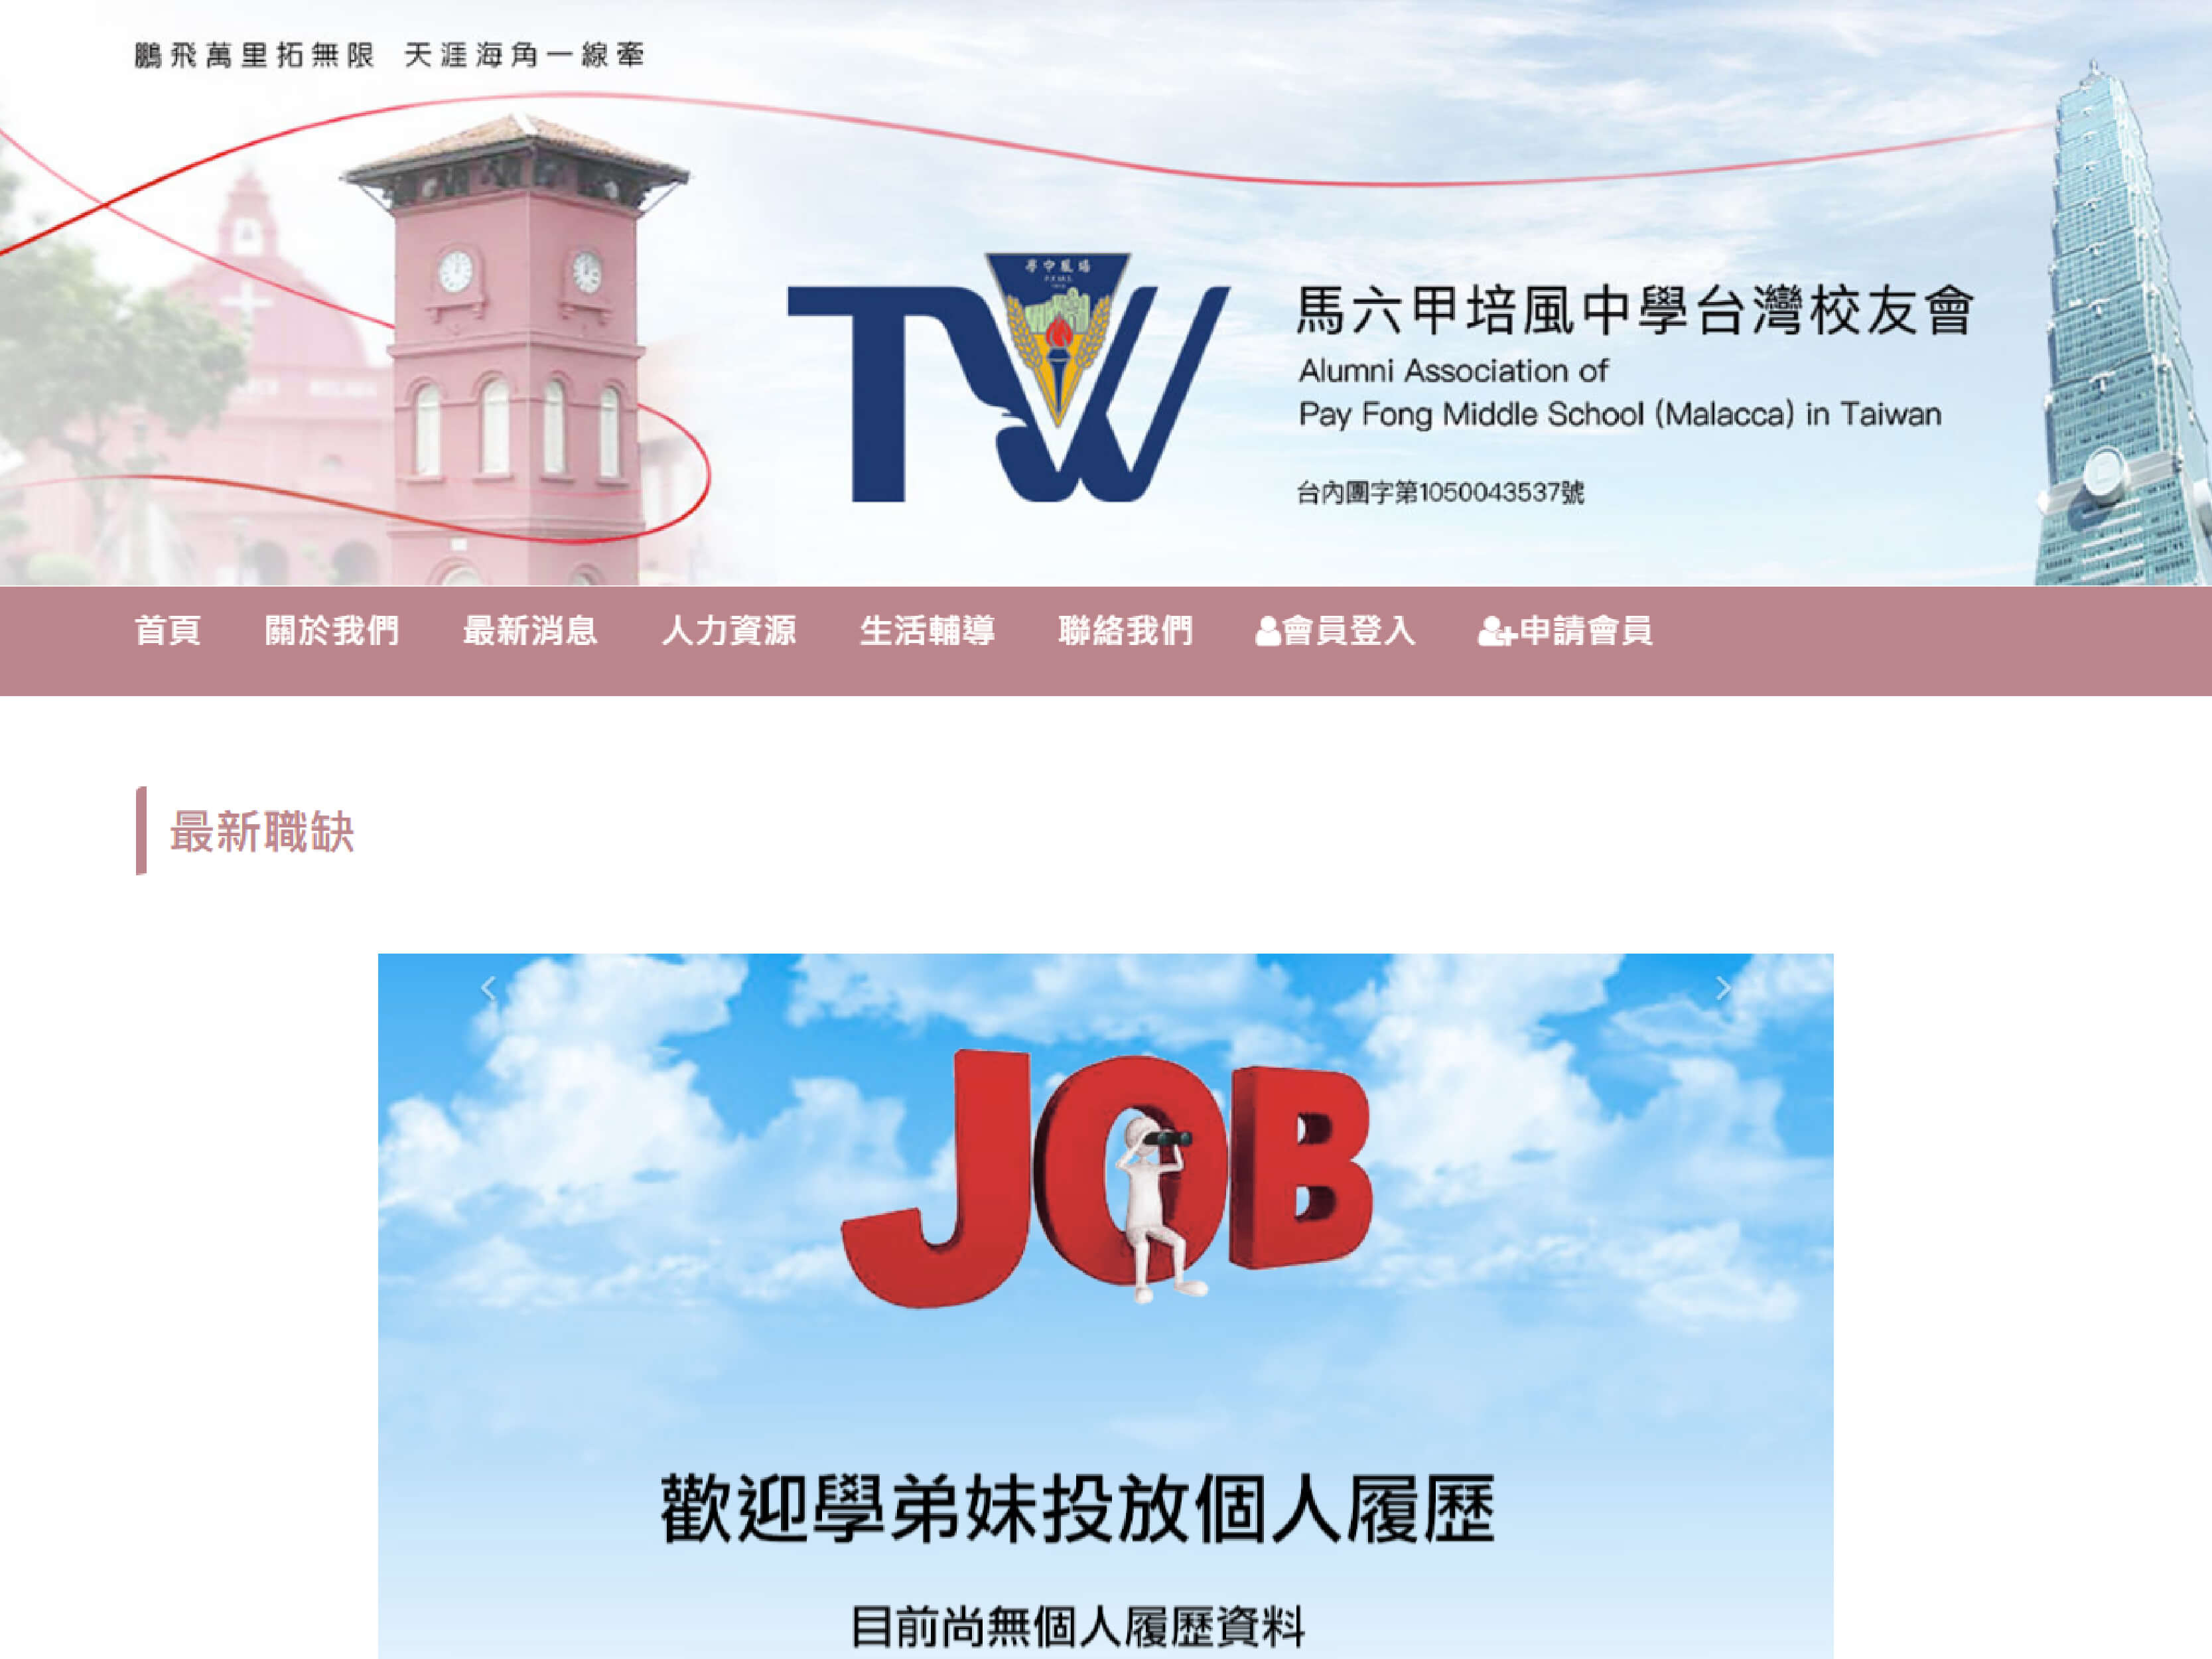 鵬飛萬里拓無限 天涯海角一線牽
培風中學
TW
馬六甲培風中學台灣校友會
Alumni Association of
Pay Fong Middle School (Malacca) in Taiwan
台內團字第1050043537號
首頁 關於我們 最新消息 人力資源 生活輔導 聯絡我們 會員登入 申請會員
最新職缺
JOB
歡迎學弟妹投放個人履歷
目前尚無個人履歷資料